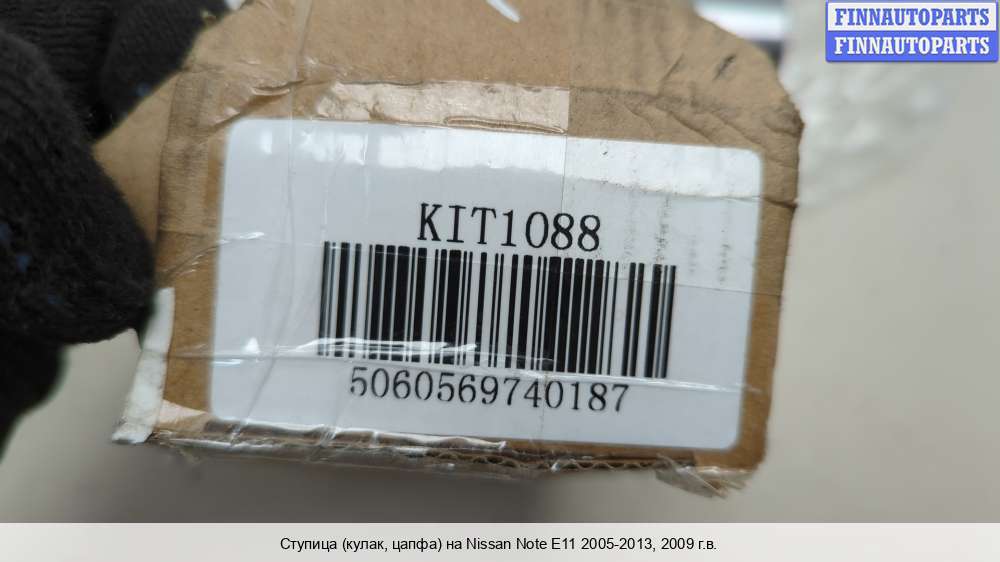 FINNAUTOPARTS
FINNAUTOPARTS
KIT1088
5060569740187
Ступица (кулак, цапфа) на Nissan Note E11 2005-2013, 2009 г.в.